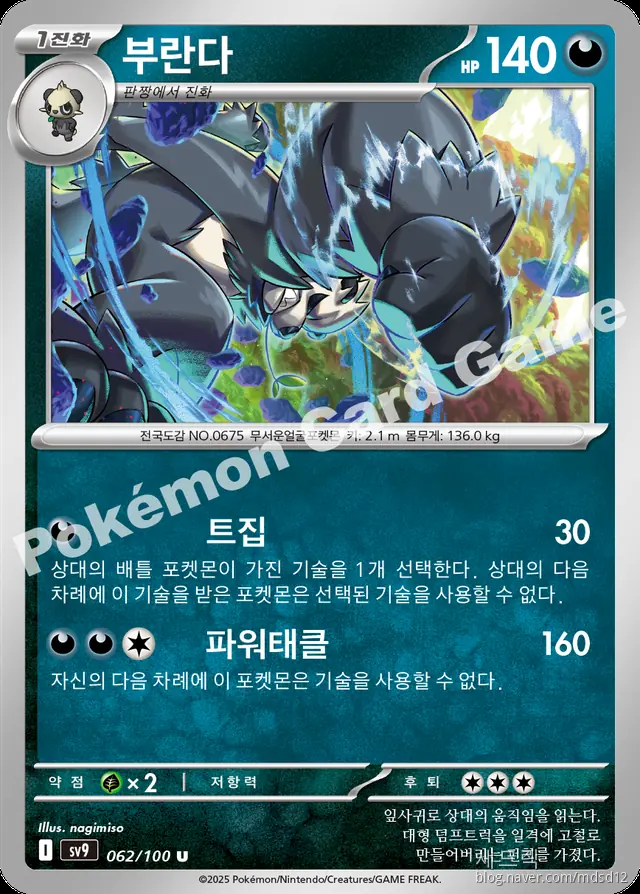 1진화
부란다
HP 140
판짱에서 진화
전국도감 NO.0675 무서운얼굴포켓몬 키: 2.1 m 몸무게: 136.0 kg
Pokémon Card Game
트집 30
상대의 배틀 포켓몬이 가진 기술을 1개 선택한다. 상대의 다음
차례에 이 기술을 받은 포켓몬은 선택된 기술을 사용할 수 없다.
파워태클 160
자신의 다음 차례에 이 포켓몬은 기술을 사용할 수 없다.
약점 ×2 저항력 후퇴
Illus. nagimiso
잎사귀로 상대의 움직임을 읽는다.
대형 덤프트럭을 일격에 고철로
만들어버리는 펀치를 가졌다.
I sv9 062/100 U
©2025 Pokémon/Nintendo/Creatures/GAME FREAK.
blog.naver.com/mdsd12